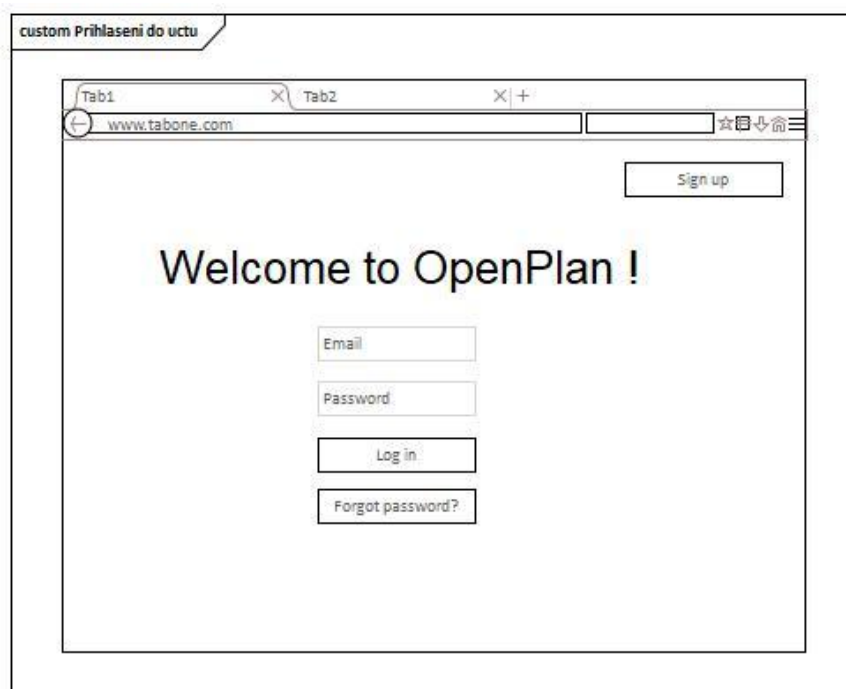 custom Prihlaseni do uctu
Tab1 Tab2
www.tabone.com
Sign up
Welcome to OpenPlan !
Email
Password
Log in
Forgot password?